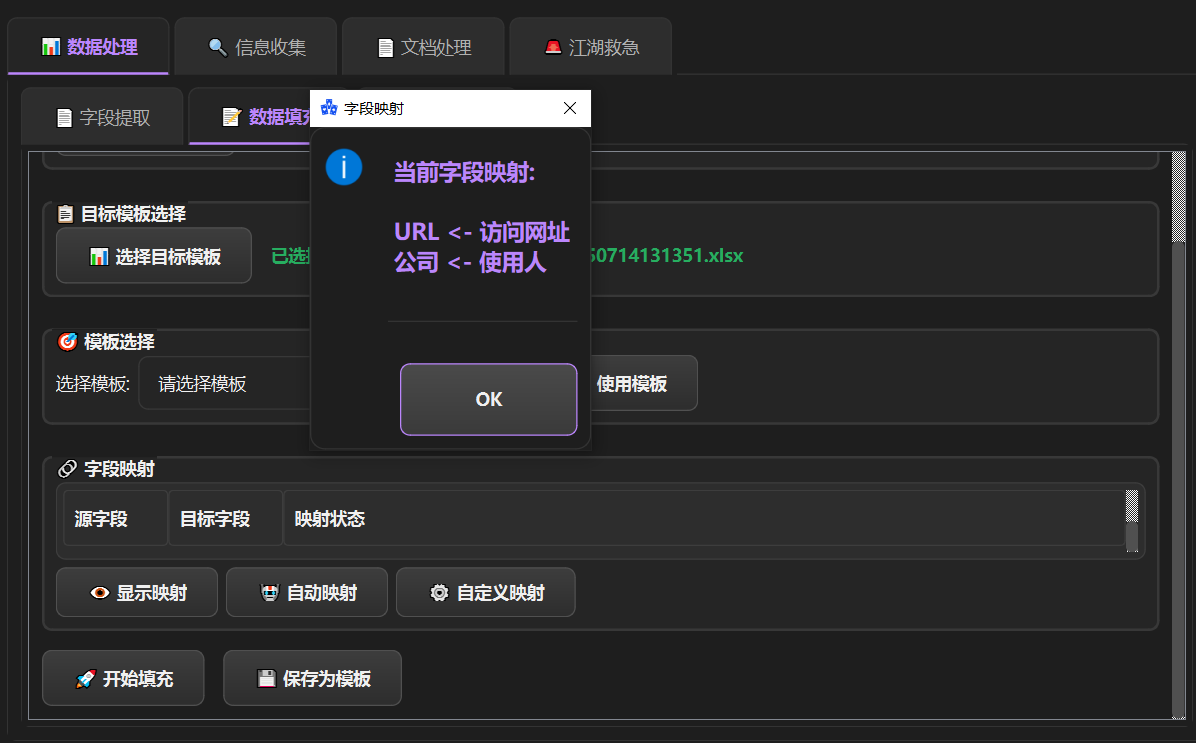 数据处理
信息收集
文档处理
江湖救急
字段提取
数据填
字段映射
当前字段映射:
URL <- 访问网址
公司 <- 使用人
OK
目标模板选择
选择目标模板
已选
50714131351.xlsx
模板选择
选择模板:
请选择模板
使用模板
字段映射
源字段
目标字段
映射状态
显示映射
自动映射
自定义映射
开始填充
保存为模板